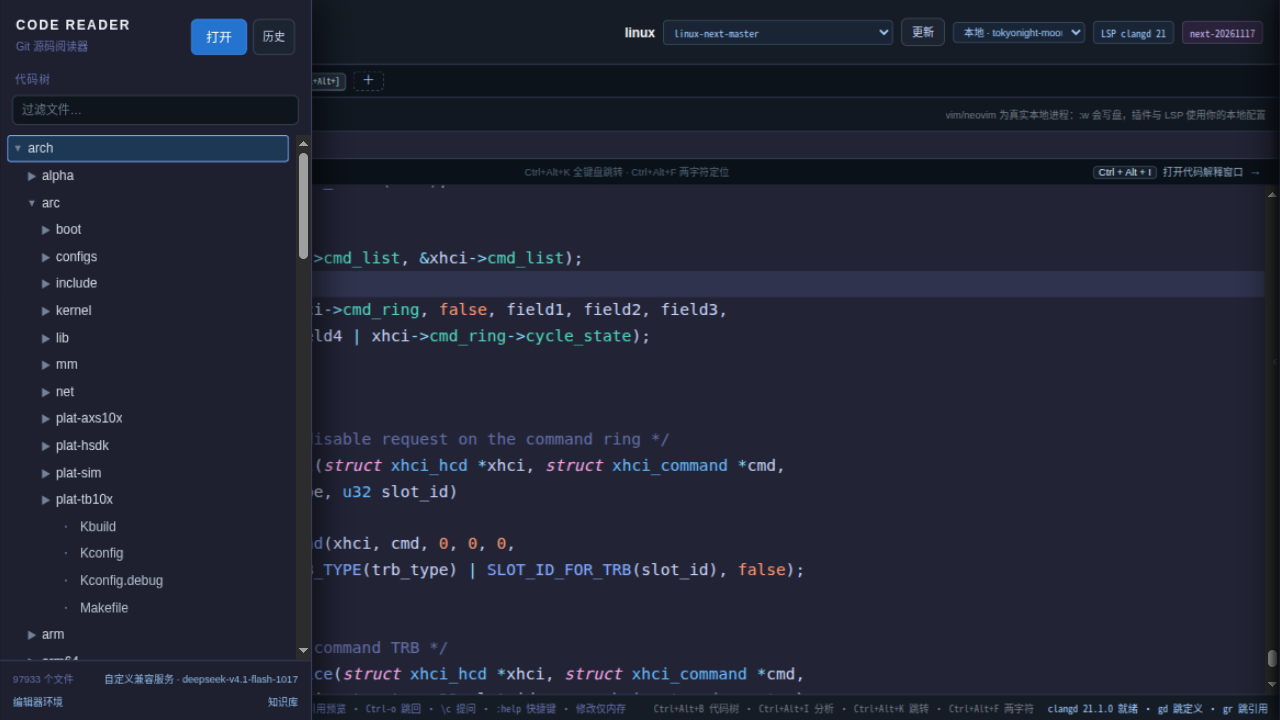 CODE READER
Git 源码阅读器
打开
历史
linux
linux-next-master
更新
本地 · tokyonight-moo
LSP clangd 21
next-20261117
代码树
+Alt+]
+
过滤文件...
vim/neovim 为真实本地进程：:w 会写盘，插件与 LSP 使用你的本地配置
Ctrl+Alt+K 全键盘跳转 · Ctrl+Alt+F 两字符定位
Ctrl + Alt + I 打开代码解释窗口 →
▾ arch
▸ alpha
▾ arc
▸ boot
▸ configs
▸ include
▸ kernel
▸ lib
▸ mm
▸ net
▸ plat-axs10x
▸ plat-hsdk
▸ plat-sim
▸ plat-tb10x
· Kbuild
· Kconfig
· Kconfig.debug
· Makefile
▸ arm
arm64
>cmd_list, &xhci->cmd_list);
i->cmd_ring, false, field1, field2, field3,
ld4 | xhci->cmd_ring->cycle_state);
isable request on the command ring */
(struct xhci_hcd *xhci, struct xhci_command *cmd,
e, u32 slot_id)
d(xhci, cmd, 0, 0, 0,
_TYPE(trb_type) | SLOT_ID_FOR_TRB(slot_id), false);
command TRB */
ce(struct xhci_hcd *xhci, struct xhci_command *cmd,
97933 个文件
自定义兼容服务 · deepseek-v4.1-flash-1017
编辑器环境
知识库
用预览 · Ctrl-o 跳回 · \c 提问 · :help 快捷键 · 修改仅内存
Ctrl+Alt+B 代码树 · Ctrl+Alt+I 分析 · Ctrl+Alt+K 跳转 · Ctrl+Alt+F 两字符
clangd 21.1.0 就绪 · gd 跳定义 · gr 跳引用